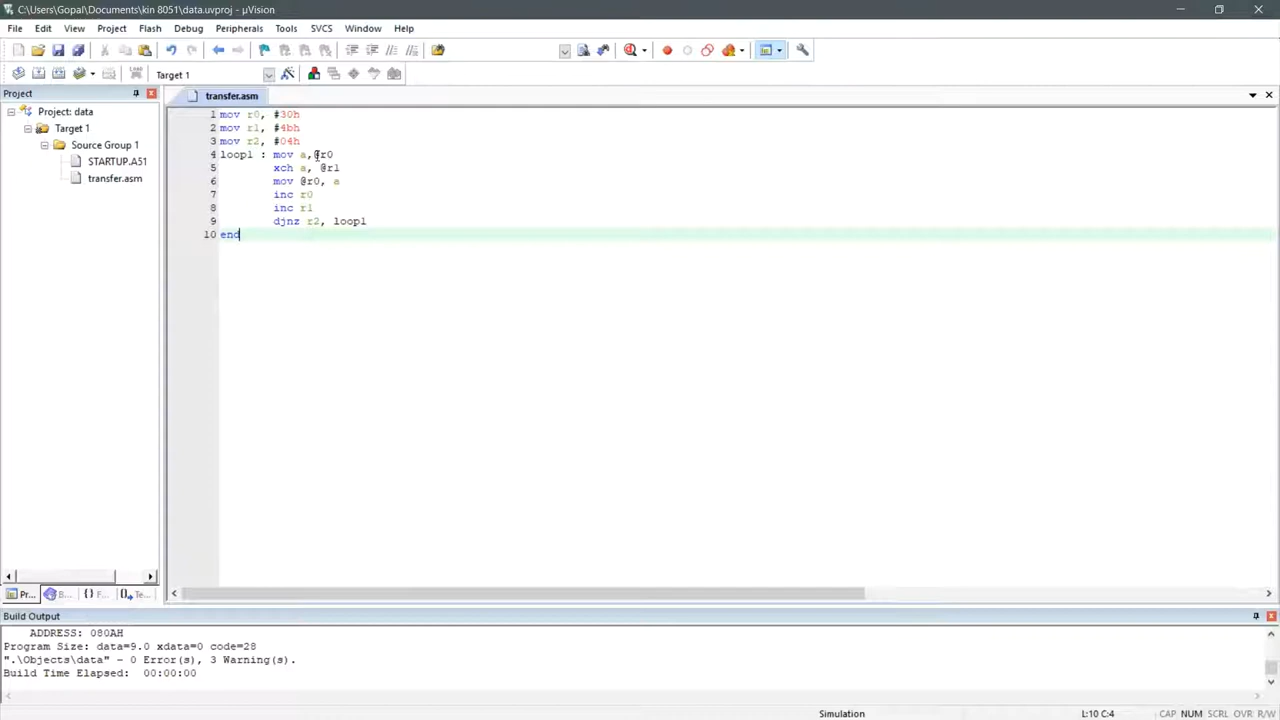 C:\Users\Gopal\Documents\kin 8051\data.uvproj - µVision
File Edit View Project Flash Debug Peripherals Tools SVCS Window Help
Target 1
Project
transfer.asm
Project: data
Target 1
Source Group 1
STARTUP.A51
transfer.asm
1 mov r0, #30h
2 mov r1, #4bh
3 mov r2, #04h
4 loop1 : mov a,@r0
5 xch a, @r1
6 mov @r0, a
7 inc r0
8 inc r1
9 djnz r2, loop1
10 end
Pr... B... {} F... Te...
Build Output
ADDRESS: 080AH
Program Size: data=9.0 xdata=0 code=28
".\Objects\data" - 0 Error(s), 3 Warning(s).
Build Time Elapsed: 00:00:00
Simulation L:10 C:4 CAP NUM SCRL OVR R/W